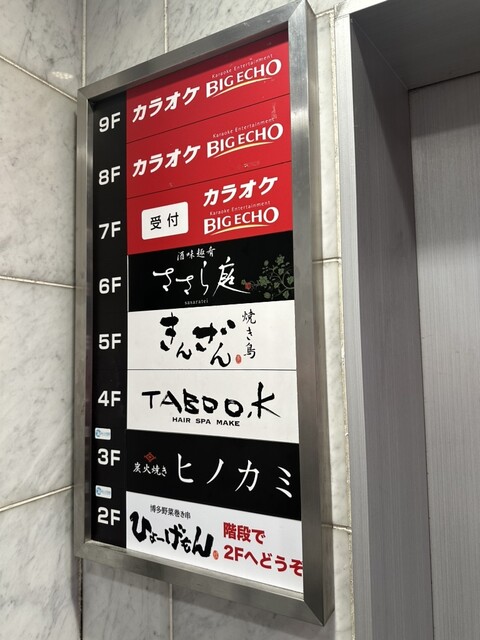 9F
カラオケ
Karaoke Entertainment
BIG ECHO
8F
カラオケ
Karaoke Entertainment
BIG ECHO
7F
受付
カラオケ
Karaoke Entertainment
BIG ECHO
6F
酒味趣肴
ささら庭
sasaratei
5F
きんざん
焼き鳥
4F
TABOO.K
HAIR SPA MAKE
3F
炭火焼き
ヒノカミ
2F
博多野菜巻き串
ひょーげもん
階段で
2Fへどうぞ